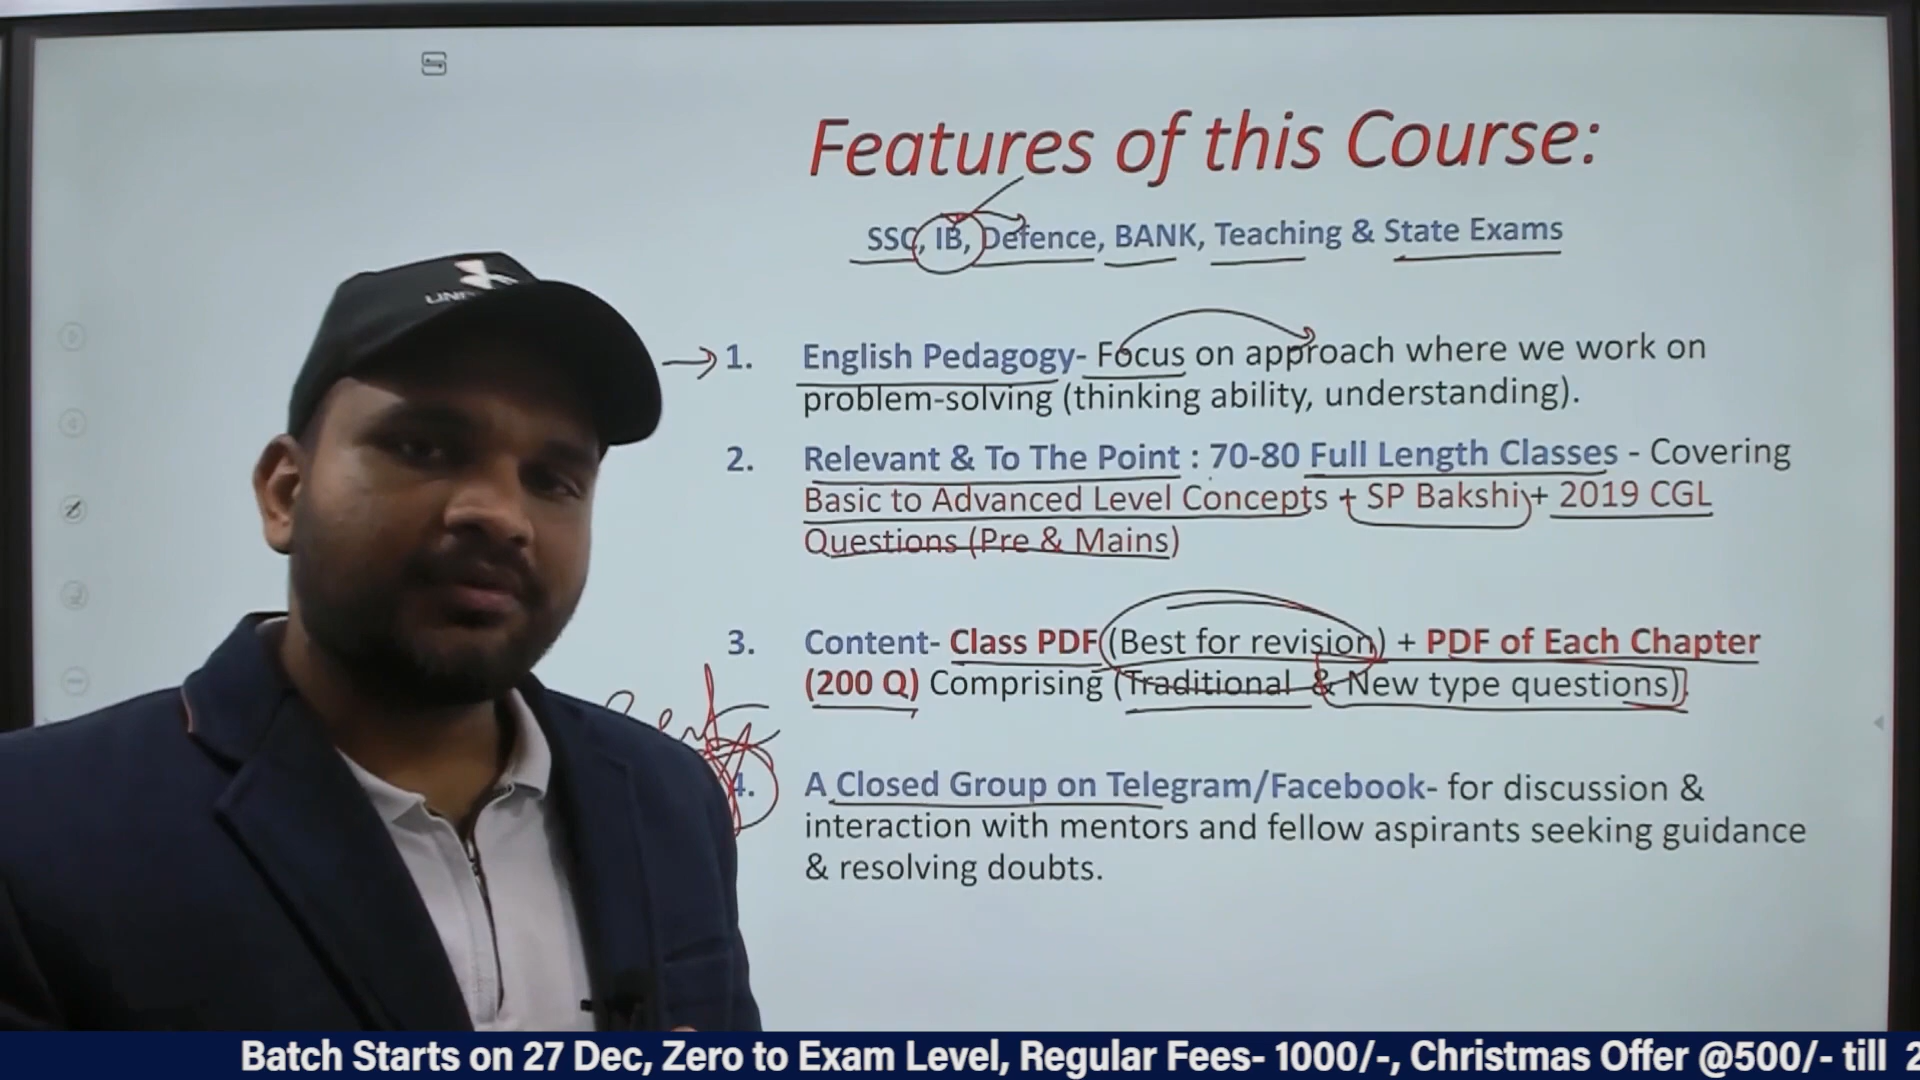 Features of this Course:
SSC, IB, Defence, BANK, Teaching & State Exams
1. English Pedagogy- Focus on approach where we work on
problem-solving (thinking ability, understanding).
2. Relevant & To The Point : 70-80 Full Length Classes - Covering
Basic to Advanced Level Concepts + SP Bakshi + 2019 CGL
Questions (Pre & Mains)
3. Content- Class PDF (Best for revision) + PDF of Each Chapter
(200 Q) Comprising (Traditional & New type questions).
4. A Closed Group on Telegram/Facebook- for discussion &
interaction with mentors and fellow aspirants seeking guidance
& resolving doubts.
Batch Starts on 27 Dec, Zero to Exam Level, Regular Fees- 1000/-, Christmas Offer @500/- till